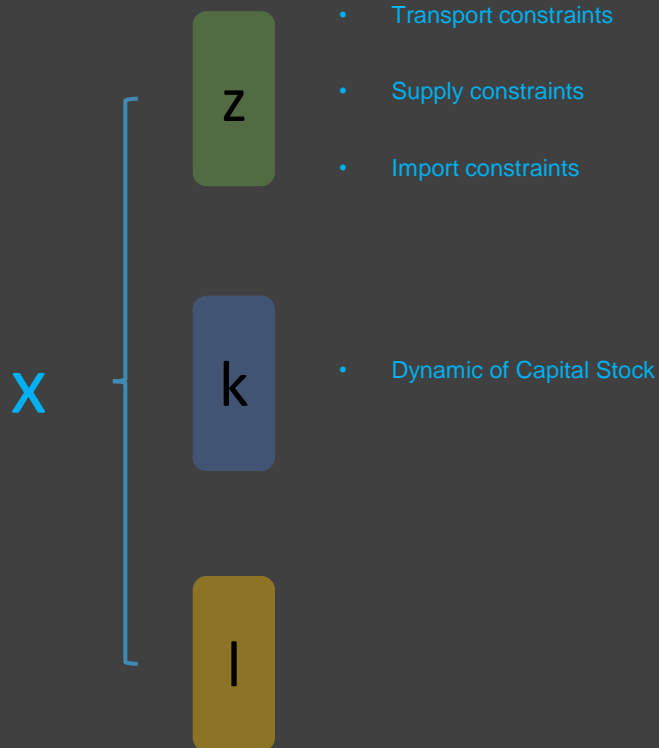 • Transport constraints
z
• Supply constraints
• Import constraints
X
k
• Dynamic of Capital Stock
l